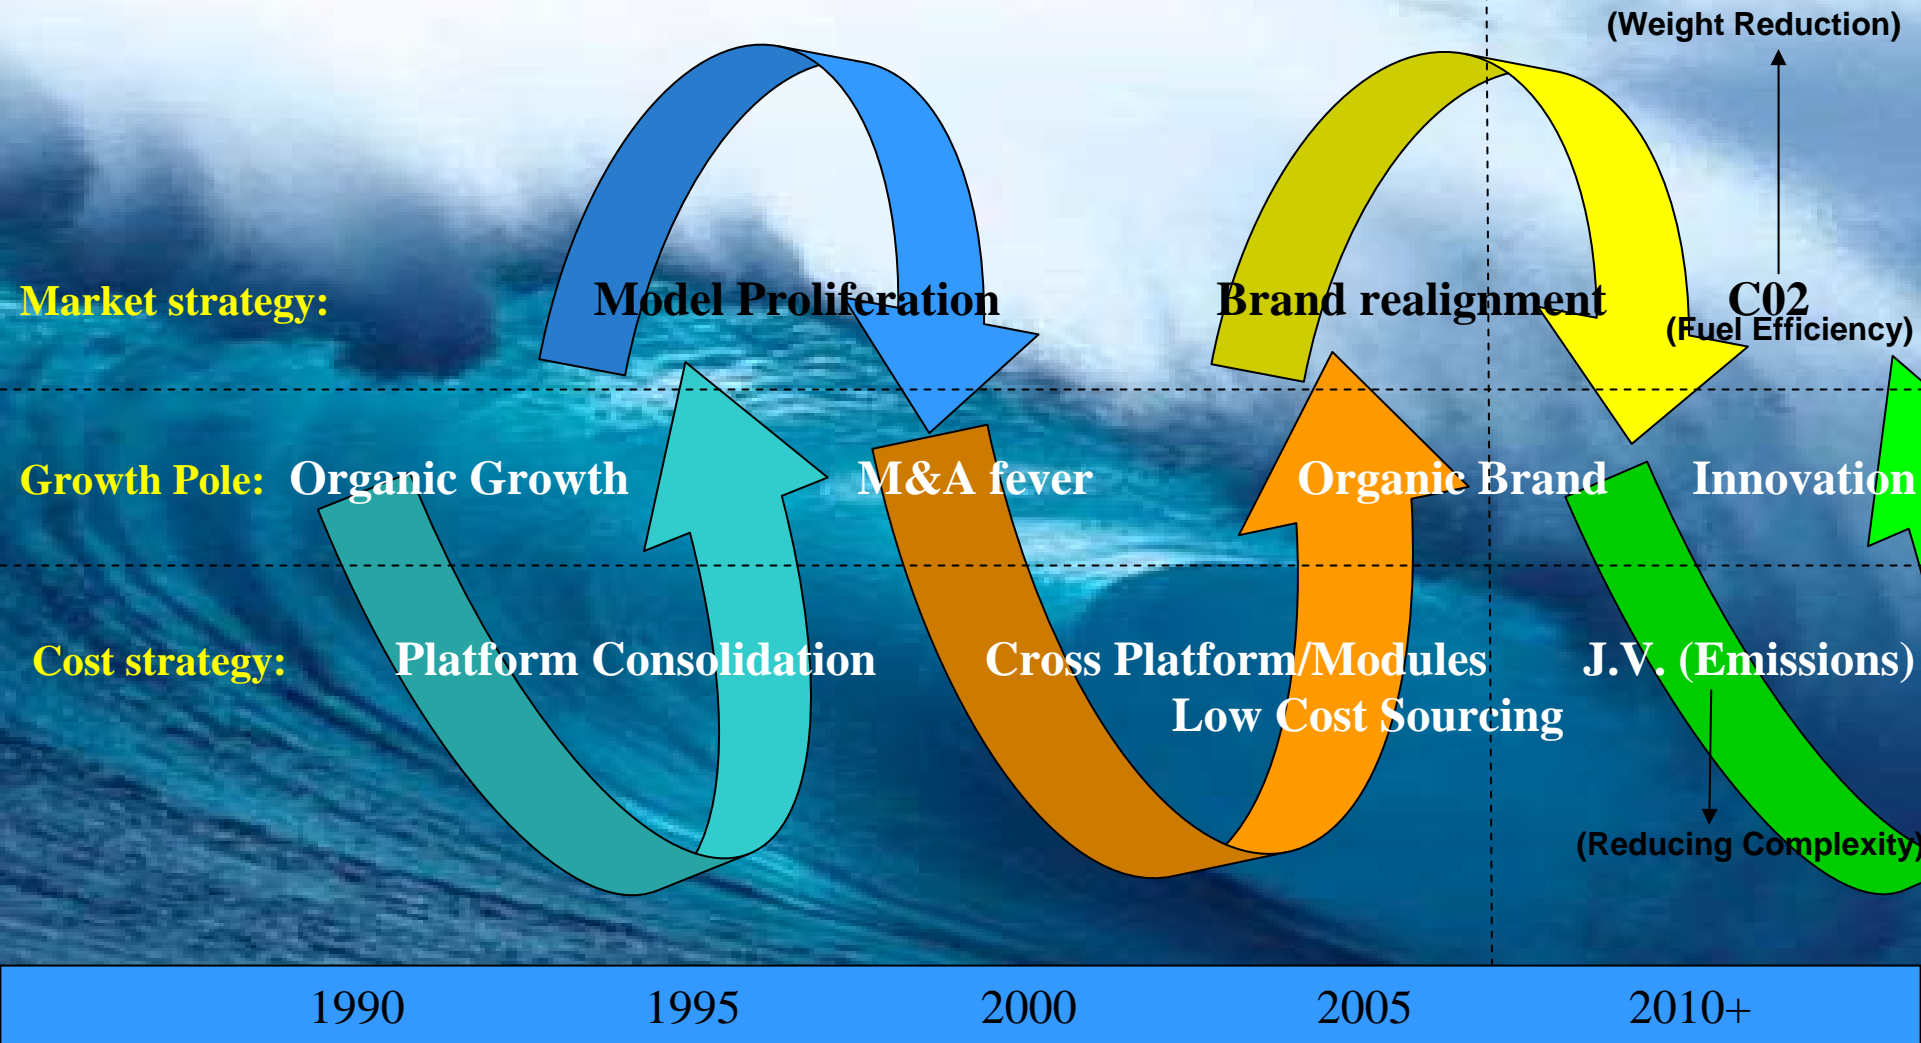 (Weight Reduction)
Market strategy: Model Proliferation Brand realignment C02
(Fuel Efficiency)
Growth Pole: Organic Growth M&A fever Organic Brand Innovation
Cost strategy: Platform Consolidation Cross Platform/Modules J.V. (Emissions)
Low Cost Sourcing
(Reducing Complexity)
1990 1995 2000 2005 2010+